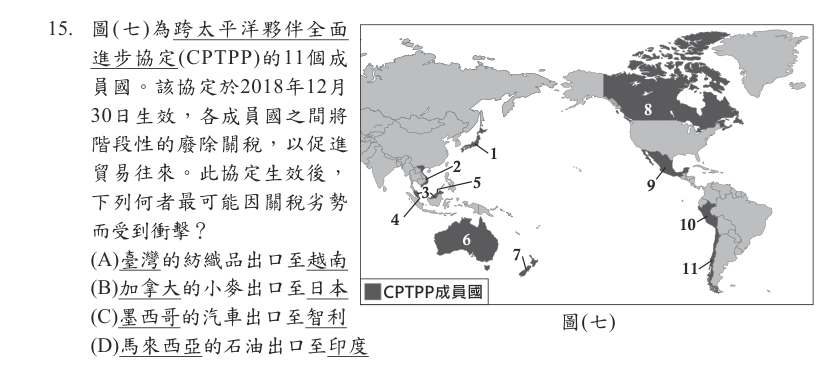 15. 圖(七)為跨太平洋夥伴全面
進步協定(CPTPP)的11個成
員國。該協定於2018年12月
30日生效，各成員國之間將
階段性的廢除關稅，以促進
貿易往來。此協定生效後，
下列何者最可能因關稅劣勢
而受到衝擊？
(A)臺灣的紡織品出口至越南
(B)加拿大的小麥出口至日本
(C)墨西哥的汽車出口至智利
(D)馬來西亞的石油出口至印度
8
1
2
5
3
9
4
10
6
7
11
CPTPP成員國
圖(七)